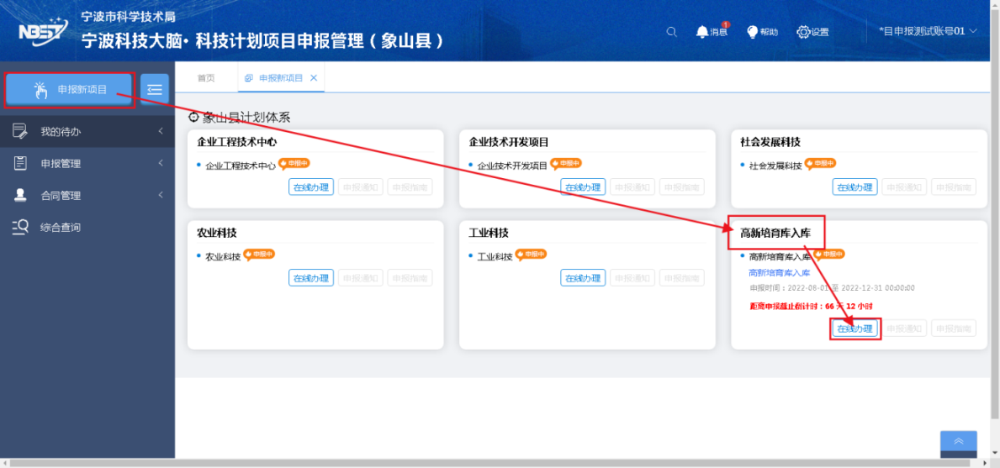 宁波市科学技术局
NBST 宁波科技大脑·科技计划项目申报管理（象山县）
1
消息 帮助 设置 *目申报测试账号01
申报新项目
首页 申报新项目 ×
我的待办
申报管理
合同管理
综合查询
象山县计划体系
企业工程技术中心
企业工程技术中心 申报中
在线办理 申报通知 申报指南
企业技术开发项目
企业技术开发项目 申报中
在线办理 申报通知 申报指南
社会发展科技
社会发展科技 申报中
在线办理 申报通知 申报指南
农业科技
农业科技 申报中
在线办理 申报通知 申报指南
工业科技
工业科技 申报中
在线办理 申报通知 申报指南
高新培育库入库
高新培育库入库 申报中
高新培育库入库
申报时间：2022-08-01 至 2022-12-31 00:00:00
距离申报截止倒计时：66 天 12 小时
在线办理 申报通知 申报指南